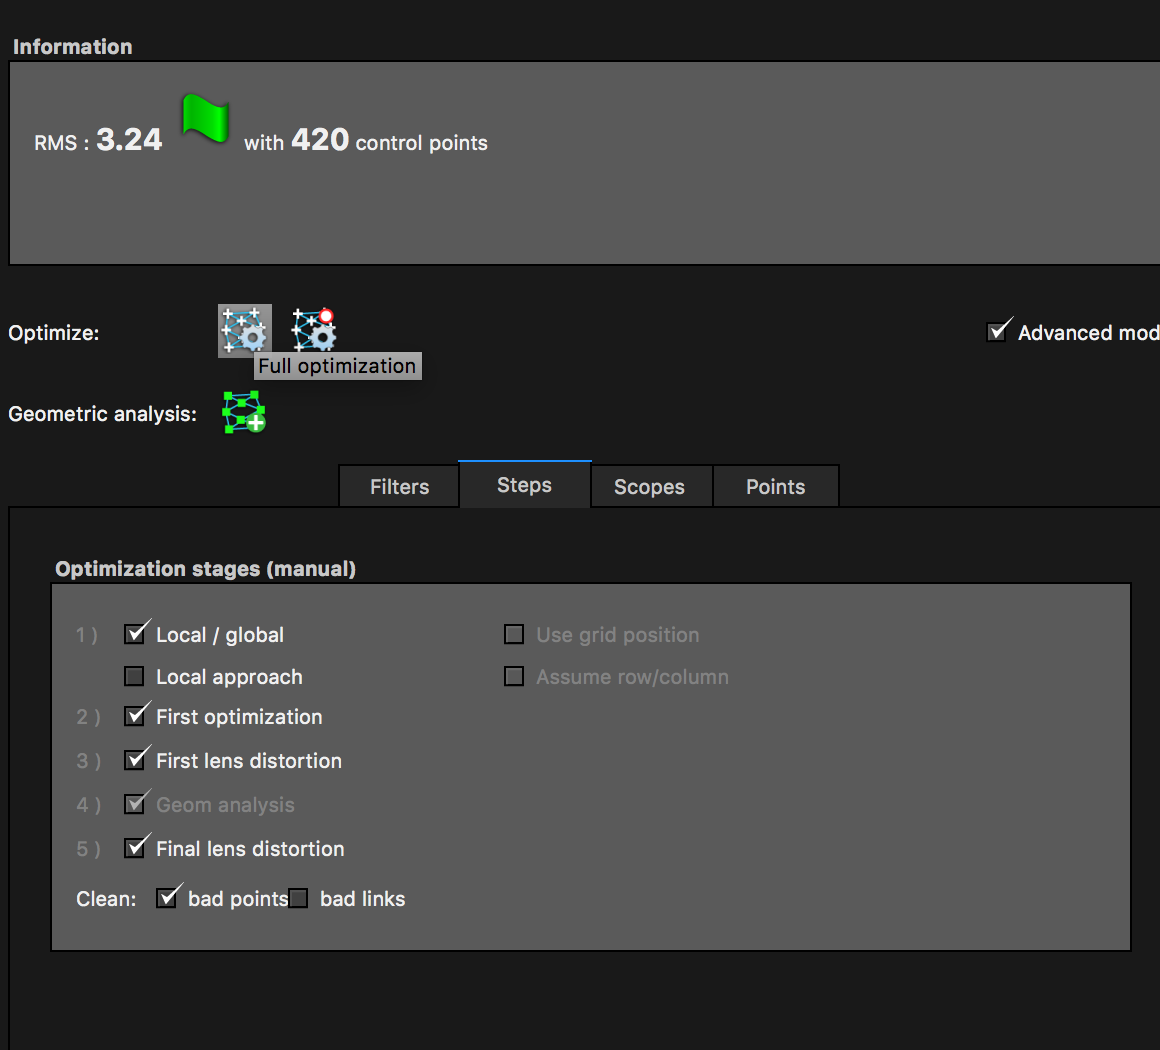 Information
RMS : 3.24 with 420 control points
Optimize:
Advanced mod
Full optimization
Geometric analysis:
Filters Steps Scopes Points
Optimization stages (manual)
1 ) Local / global Use grid position
Local approach Assume row/column
2 ) First optimization
3 ) First lens distortion
4 ) Geom analysis
5 ) Final lens distortion
Clean: bad points bad links